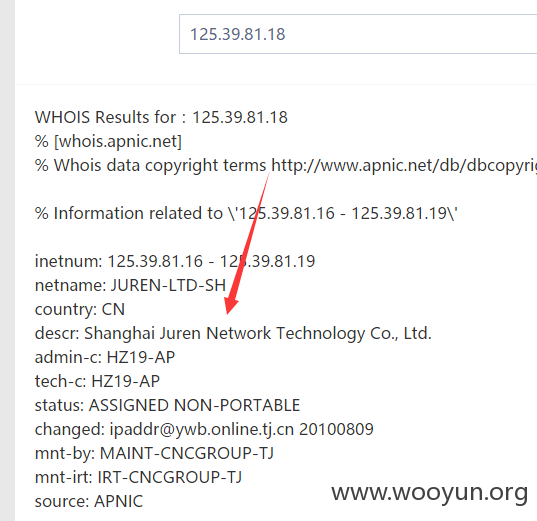 125.39.81.18
WHOIS Results for：125.39.81.18
% [whois.apnic.net]
% Whois data copyright terms http://www.apnic.net/db/dbcopyrig
% Information related to \'125.39.81.16 - 125.39.81.19\'
inetnum: 125.39.81.16 - 125.39.81.19
netname: JUREN-LTD-SH
country: CN
descr: Shanghai Juren Network Technology Co., Ltd.
admin-c: HZ19-AP
tech-c: HZ19-AP
status: ASSIGNED NON-PORTABLE
changed: ipaddr@ywb.online.tj.cn 20100809
mnt-by: MAINT-CNCGROUP-TJ
mnt-irt: IRT-CNCGROUP-TJ
source: APNIC
www.wooyun.org